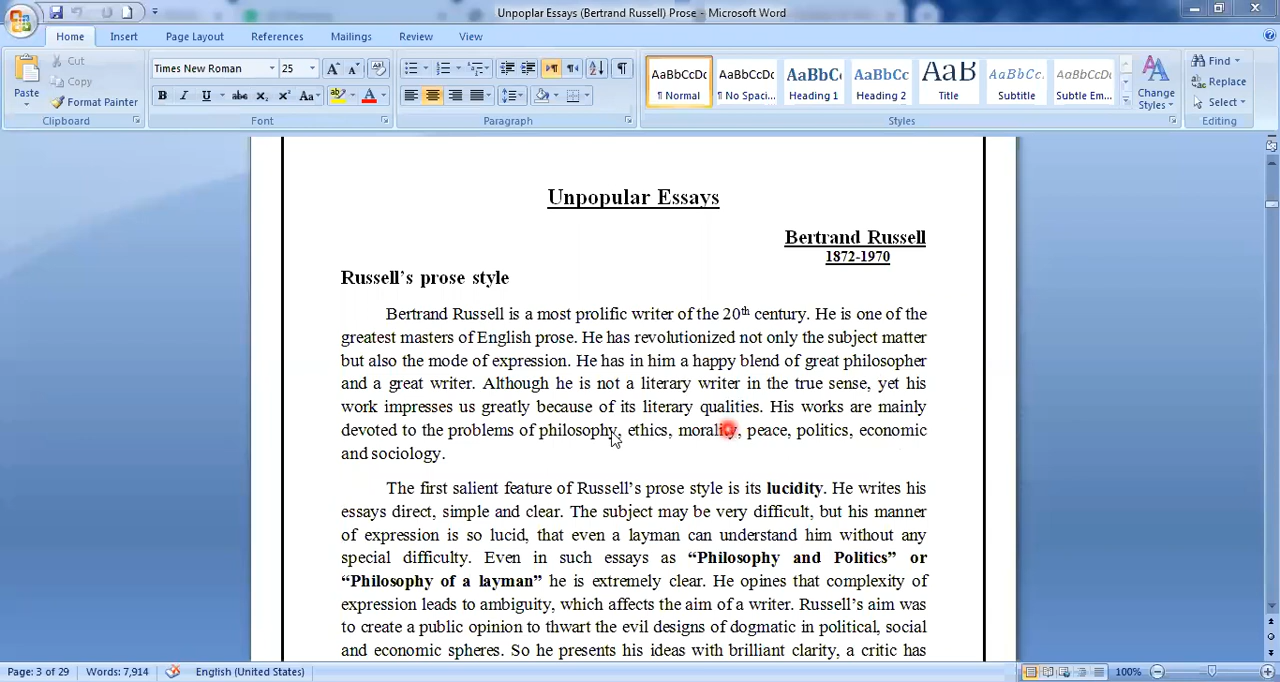 Unpoplar Essays (Bertrand Russell) Prose - Microsoft Word
Home Insert Page Layout References Mailings Review View
Paste
Cut
Copy
Format Painter
Clipboard
Times New Roman 25
Font
Paragraph
AaBbCcDc AaBbCcDc AaBbC AaBbCc AaB AaBbCc. AaBbCcDc
¶ Normal ¶ No Spaci... Heading 1 Heading 2 Title Subtitle Subtle Em...
Styles
Change Styles
Find
Replace
Select
Editing
Unpopular Essays
Bertrand Russell
1872-1970
Russell's prose style
Bertrand Russell is a most prolific writer of the 20th century. He is one of the
greatest masters of English prose. He has revolutionized not only the subject matter
but also the mode of expression. He has in him a happy blend of great philosopher
and a great writer. Although he is not a literary writer in the true sense, yet his
work impresses us greatly because of its literary qualities. His works are mainly
devoted to the problems of philosophy, ethics, morality, peace, politics, economic
and sociology.
The first salient feature of Russell's prose style is its lucidity. He writes his
essays direct, simple and clear. The subject may be very difficult, but his manner
of expression is so lucid, that even a layman can understand him without any
special difficulty. Even in such essays as “Philosophy and Politics” or
“Philosophy of a layman” he is extremely clear. He opines that complexity of
expression leads to ambiguity, which affects the aim of a writer. Russell's aim was
to create a public opinion to thwart the evil designs of dogmatic in political, social
and economic spheres. So he presents his ideas with brilliant clarity, a critic has
Page: 3 of 29 Words: 7,914 English (United States) 100%